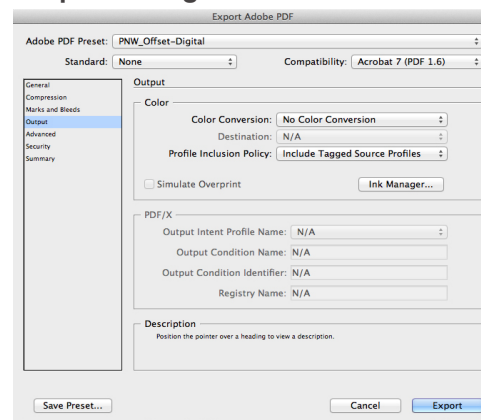 Export Adobe PDF
Adobe PDF Preset: PNW_Offset-Digital
Standard: None Compatibility: Acrobat 7 (PDF 1.6)
General
Compression
Marks and Bleeds
Output
Advanced
Security
Summary
Output
Color
Color Conversion: No Color Conversion
Destination: N/A
Profile Inclusion Policy: Include Tagged Source Profiles
Simulate Overprint Ink Manager...
PDF/X
Output Intent Profile Name: N/A
Output Condition Name: N/A
Output Condition Identifier: N/A
Registry Name: N/A
Description
Position the pointer over a heading to view a description.
Save Preset... Cancel Export